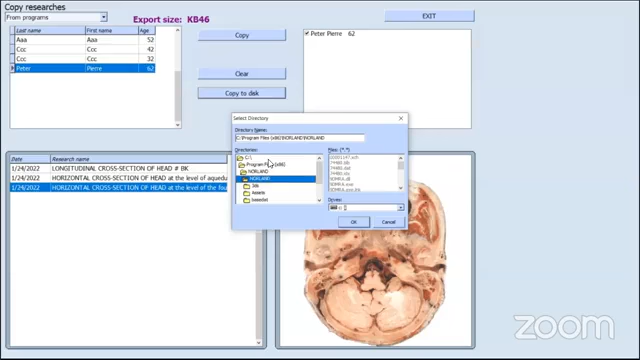 Copy researches
From programs
Export size: KB46
EXIT
Last name First name Age
Aaa Aaa 52
Ccc Ccc 42
Ccc Ccc 32
Peter Pierre 62
Copy
Clear
Copy to disk
Peter Pierre 62
Select Directory
Directory Name:
C:\Program Files (x86)\NORLAND\NORLAND
Directories:
Files: (*.*)
C:\
Program Files (x86)
NORLAND
NORLAND
3dk
Assets
Drives:
c: []
OK
Cancel
Date Research name
1/24/2022 LONGITUDINAL CROSS-SECTION OF HEAD # BK
1/24/2022 HORIZONTAL CROSS-SECTION OF HEAD at the level of aquedu
1/24/2022 HORIZONTAL CROSS-SECTION OF HEAD at the level of the fou
zoom